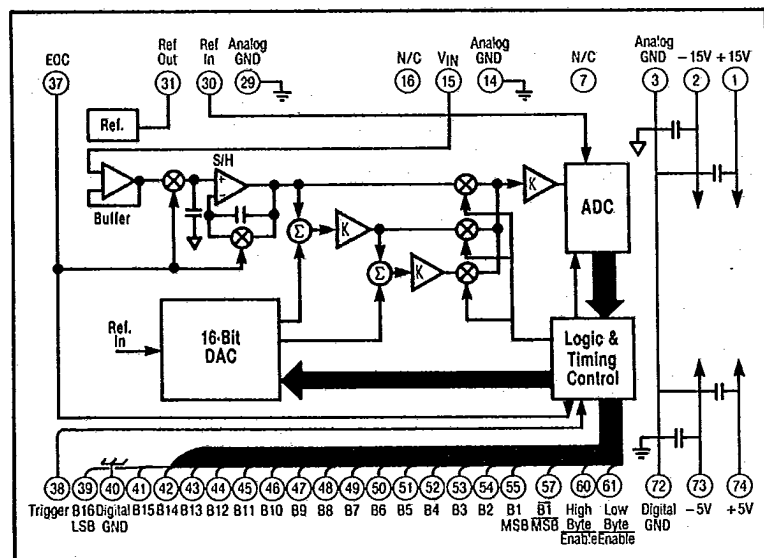 EOC
37
Ref
Out
31
Ref
In
30
Analog
GND
29
N/C
16
VIN
15
Analog
GND
14
N/C
7
Analog
GND
3
−15V
2
+15V
1
Ref.
S/H
+
Buffer
K
ADC
Σ
K
Σ
K
Ref.
In
16-Bit
DAC
Logic &
Timing
Control
38
39
40
41
42
43
44
45
46
47
48
49
50
51
52
53
54
55
57
60
61
72
73
74
Trigger
B16
LSB
Digital
GND
B15
B14
B13
B12
B11
B10
B9
B8
B7
B6
B5
B4
B3
B2
B1
MSB
B1
MSB
High
Byte
Enable
Low
Byte
Enable
Digital
GND
−5V
+5V